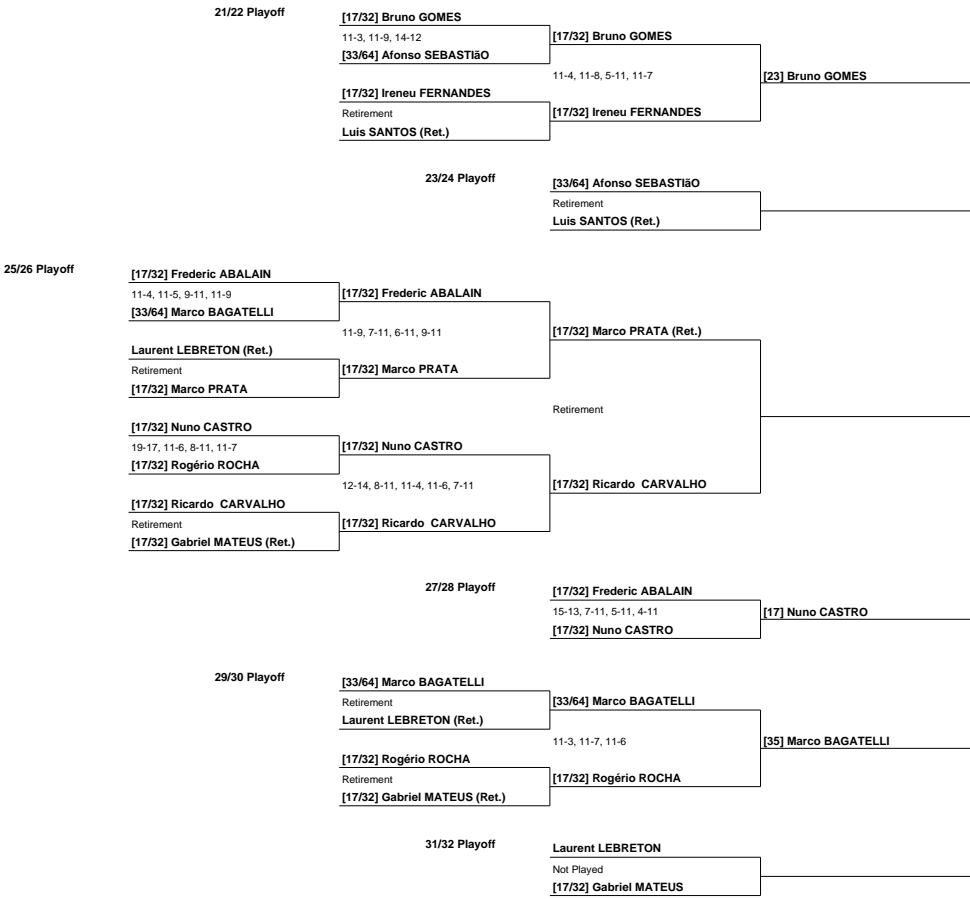 21/22 Playoff
[17/32] Bruno GOMES
11-3, 11-9, 14-12
[33/64] Afonso SEBASTIãO
[17/32] Bruno GOMES
11-4, 11-8, 5-11, 11-7
[23] Bruno GOMES
[17/32] Ireneu FERNANDES
Retirement
Luis SANTOS (Ret.)
[17/32] Ireneu FERNANDES
23/24 Playoff
[33/64] Afonso SEBASTIãO
Retirement
Luis SANTOS (Ret.)
25/26 Playoff
[17/32] Frederic ABALAIN
11-4, 11-5, 9-11, 11-9
[33/64] Marco BAGATELLI
[17/32] Frederic ABALAIN
11-9, 7-11, 6-11, 9-11
[17/32] Marco PRATA (Ret.)
Laurent LEBRETON (Ret.)
Retirement
[17/32] Marco PRATA
[17/32] Marco PRATA
Retirement
[17/32] Nuno CASTRO
19-17, 11-6, 8-11, 11-7
[17/32] Rogério ROCHA
[17/32] Nuno CASTRO
12-14, 8-11, 11-4, 11-6, 7-11
[17/32] Ricardo  CARVALHO
[17/32] Ricardo  CARVALHO
Retirement
[17/32] Gabriel MATEUS (Ret.)
[17/32] Ricardo  CARVALHO
27/28 Playoff
[17/32] Frederic ABALAIN
15-13, 7-11, 5-11, 4-11
[17/32] Nuno CASTRO
[17] Nuno CASTRO
29/30 Playoff
[33/64] Marco BAGATELLI
Retirement
Laurent LEBRETON (Ret.)
[33/64] Marco BAGATELLI
11-3, 11-7, 11-6
[35] Marco BAGATELLI
[17/32] Rogério ROCHA
Retirement
[17/32] Gabriel MATEUS (Ret.)
[17/32] Rogério ROCHA
31/32 Playoff
Laurent LEBRETON
Not Played
[17/32] Gabriel MATEUS